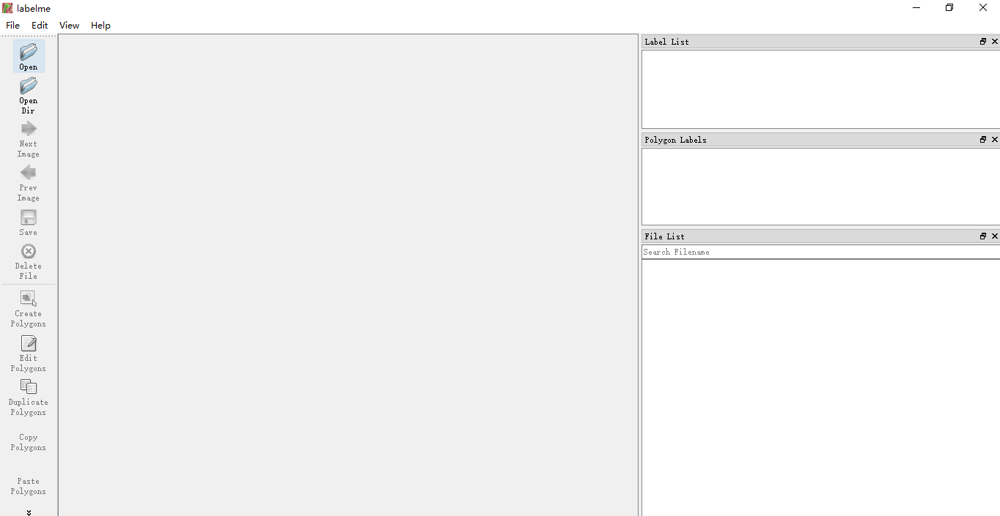 labelme
File Edit View Help
Open
Open
Dir
Next
Image
Prev
Image
Save
Delete
File
Create
Polygons
Edit
Polygons
Duplicate
Polygons
Copy
Polygons
Paste
Polygons
Label List
Polygon Labels
File List
Search Filename